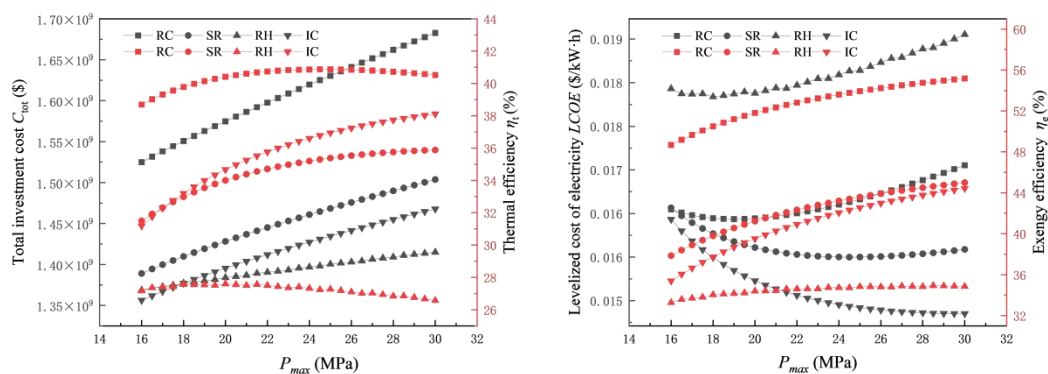 Total investment cost C_tot ($)
1.70×10⁹
1.65×10⁹
1.60×10⁹
1.55×10⁹
1.50×10⁹
1.45×10⁹
1.40×10⁹
1.35×10⁹
RC SR RH IC
RC SR RH IC
44
42
40
38
36
34
32
30
28
26
24
Thermal efficiency η_t (%)
14 16 18 20 22 24 26 28 30 32
P_max (MPa)
Levelized cost of electricity LCOE ($/kW·h)
0.019
0.018
0.017
0.016
0.016
0.015
RC SR RH IC
RC SR RH IC
60
56
52
48
44
40
36
32
Exengy efficiency η_e (%)
14 16 18 20 22 24 26 28 30 32
P_max (MPa)